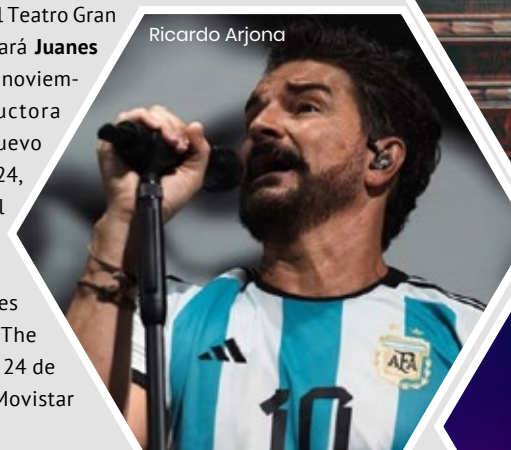 l Teatro Gran
ará Juanes
noviem-
uctora
uevo
24,
l
es
The
24 de
Movistar
Ricardo Arjona
AFA
10